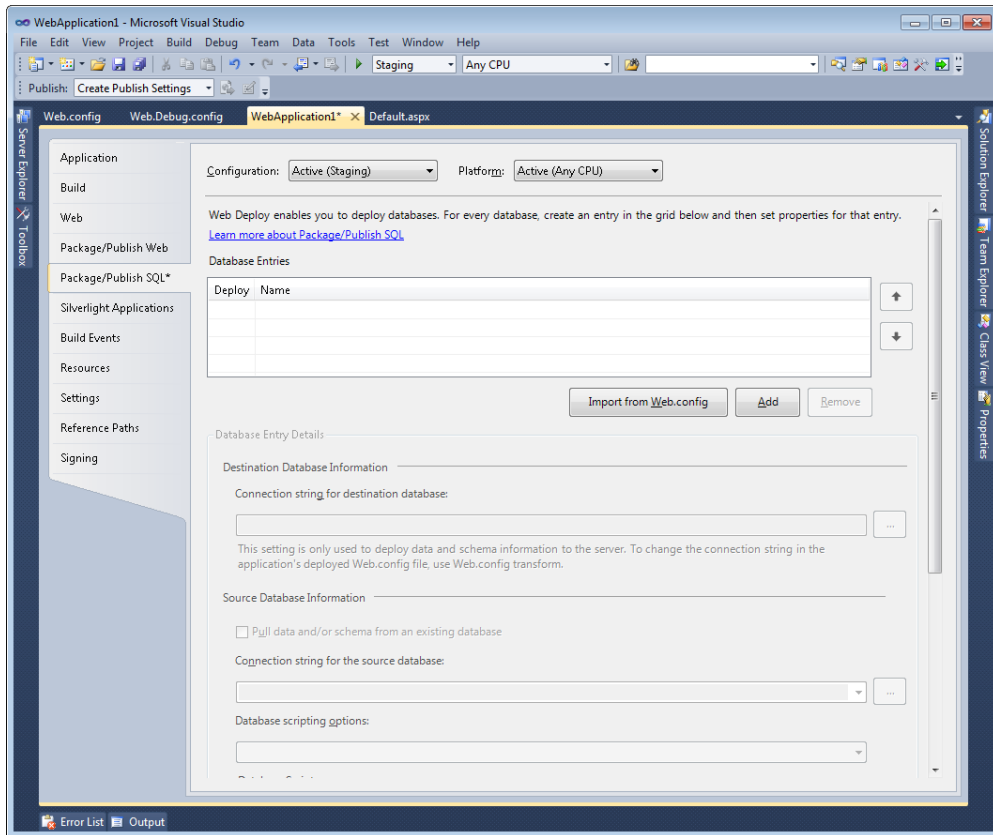 WebApplication1 - Microsoft Visual Studio
File Edit View Project Build Debug Team Data Tools Test Window Help
Staging Any CPU
Publish: Create Publish Settings
Web.config Web.Debug.config WebApplication1* Default.aspx
Server Explorer
Toolbox
Application
Build
Web
Package/Publish Web
Package/Publish SQL*
Silverlight Applications
Build Events
Resources
Settings
Reference Paths
Signing
Configuration: Active (Staging) Platform: Active (Any CPU)
Web Deploy enables you to deploy databases. For every database, create an entry in the grid below and then set properties for that entry.
Learn more about Package/Publish SQL
Database Entries
Deploy Name
Import from Web.config Add Remove
Database Entry Details
Destination Database Information
Connection string for destination database:
...
This setting is only used to deploy data and schema information to the server. To change the connection string in the
application's deployed Web.config file, use Web.config transform.
Source Database Information
Pull data and/or schema from an existing database
Connection string for the source database:
...
Database scripting options:
Solution Explorer
Team Explorer
Class View
Properties
Error List Output